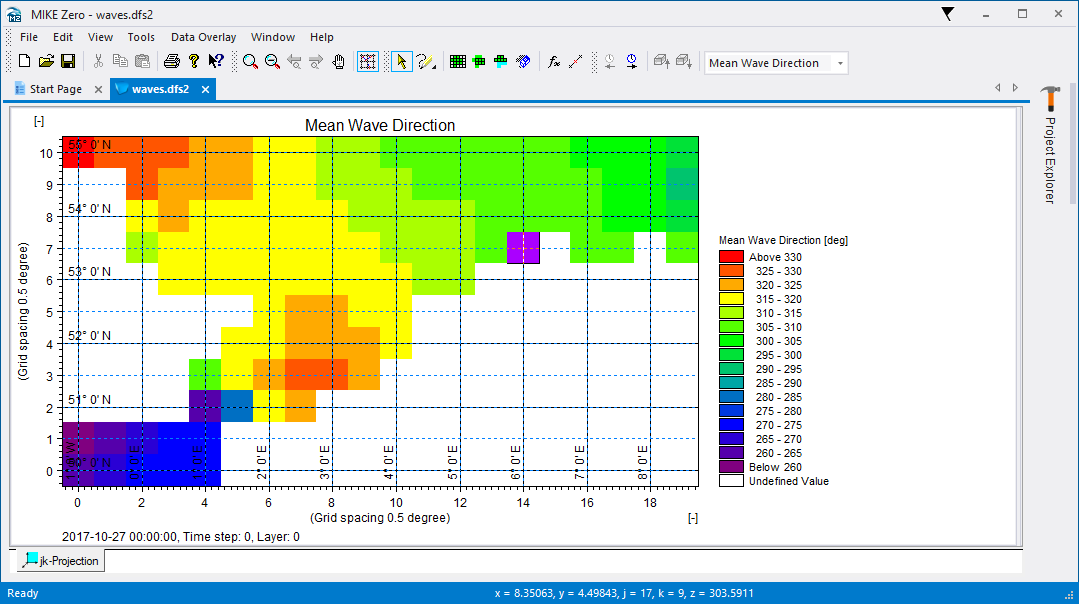 MIKE Zero - waves.dfs2
File Edit View Tools Data Overlay Window Help
Mean Wave Direction
Start Page waves.dfs2
Project Explorer
[-]
Mean Wave Direction
55° 0' N
54° 0' N
53° 0' N
52° 0' N
51° 0' N
50° 0' N
10
9
8
7
6
5
4
3
2
1
0
(Grid spacing 0.5 degree)
0° 0' E 1° 0' E 2° 0' E 3° 0' E 4° 0' E 5° 0' E 6° 0' E 7° 0' E 8° 0' E
0 2 4 6 8 10 12 14 16 18
(Grid spacing 0.5 degree)
[-]
2017-10-27 00:00:00, Time step: 0, Layer: 0
Mean Wave Direction [deg]
Above 330
325 - 330
320 - 325
315 - 320
310 - 315
305 - 310
300 - 305
295 - 300
290 - 295
285 - 290
280 - 285
275 - 280
270 - 275
265 - 270
260 - 265
Below 260
Undefined Value
jk-Projection
Ready
x = 8.35063, y = 4.49843, j = 17, k = 9, z = 303.5911